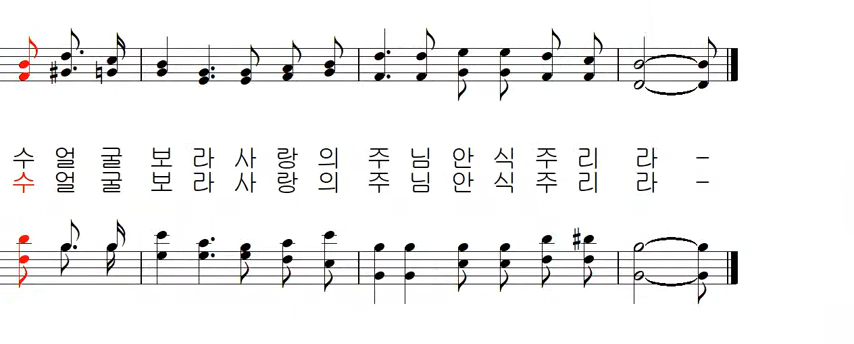 수 얼 굴 보 라 사 랑 의 주 님 안 식 주 리 라 -
수 얼 굴 보 라 사 랑 의 주 님 안 식 주 리 라 -